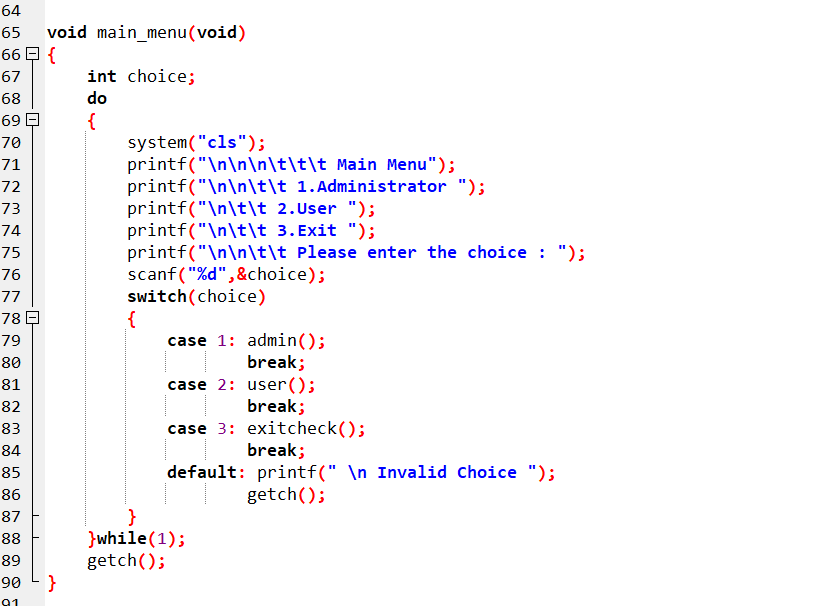 64
65 void main_menu(void)
66 {
67 int choice;
68 do
69 {
70 system("cls");
71 printf("\n\n\n\t\t\t Main Menu");
72 printf("\n\n\t\t 1.Administrator ");
73 printf("\n\t\t 2.User ");
74 printf("\n\t\t 3.Exit ");
75 printf("\n\n\t\t Please enter the choice : ");
76 scanf("%d",&choice);
77 switch(choice)
78 {
79 case 1: admin();
80 break;
81 case 2: user();
82 break;
83 case 3: exitcheck();
84 break;
85 default: printf(" \n Invalid Choice ");
86 getch();
87 }
88 }while(1);
89 getch();
90 }
91